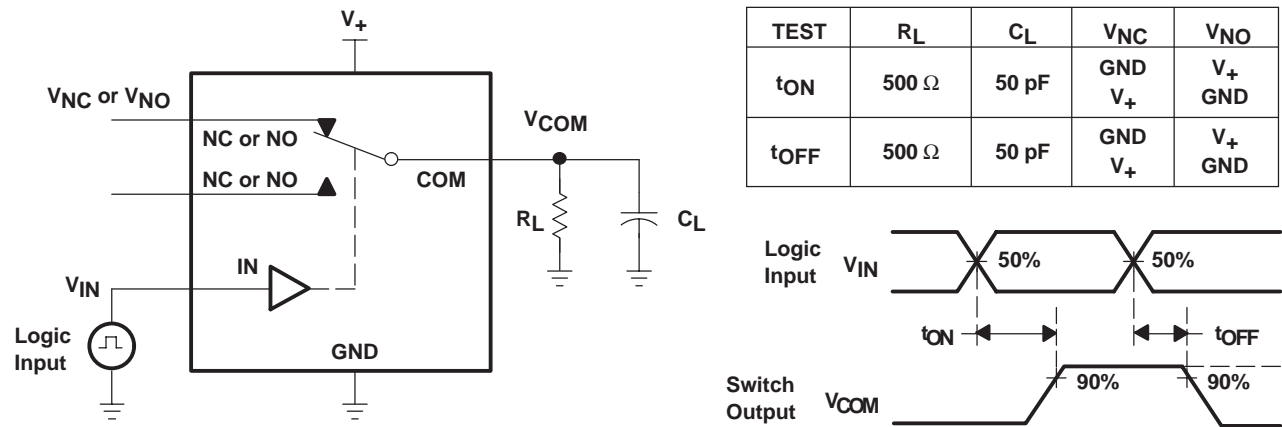 V+
VNC or VNO
NC or NO
NC or NO
COM
VCOM
RL
CL
IN
VIN
Logic
Input
GND
TEST RL CL VNC VNO
tON 500 Ω 50 pF GND V+
V+ GND
tOFF 500 Ω 50 pF GND V+
V+ GND
Logic
Input
VIN
50% 50%
tON tOFF
Switch
Output
VCOM
90% 90%